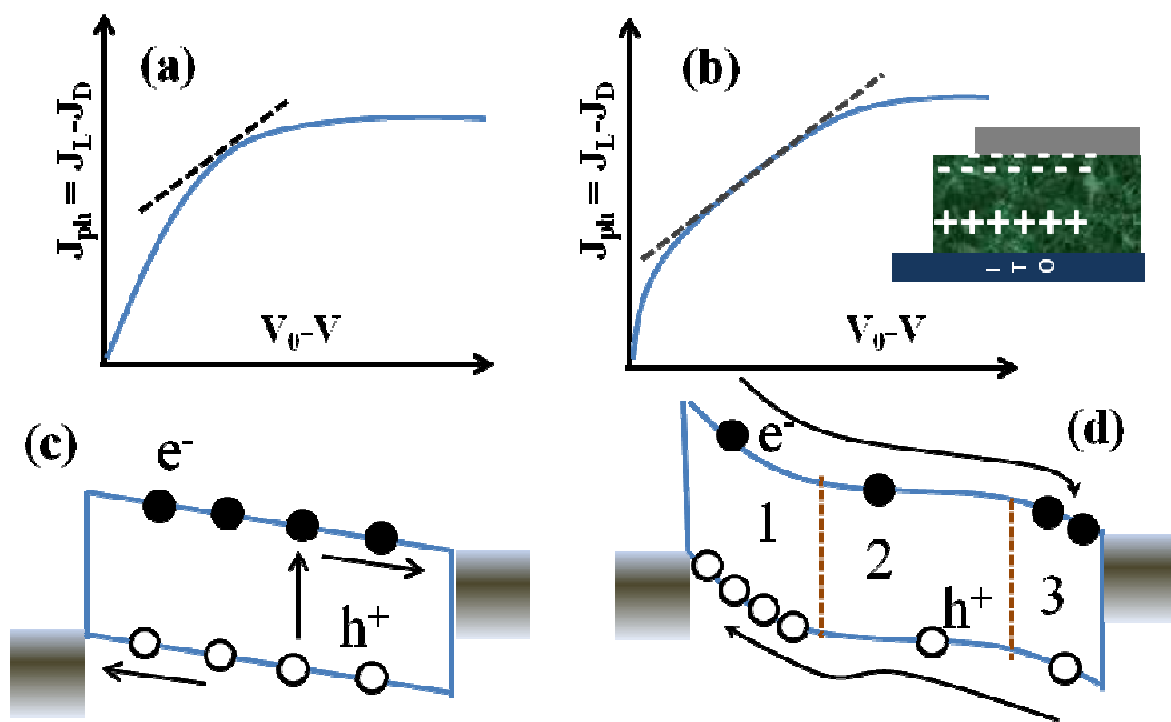 (a)
J_ph = J_L-J_D
V_0-V
(b)
J_ph = J_L-J_D
V_0-V
- - - - - -
- - - - - - -
++++++
I T O
(c)
e^-
h^+
(d)
e^-
1
2
3
h^+